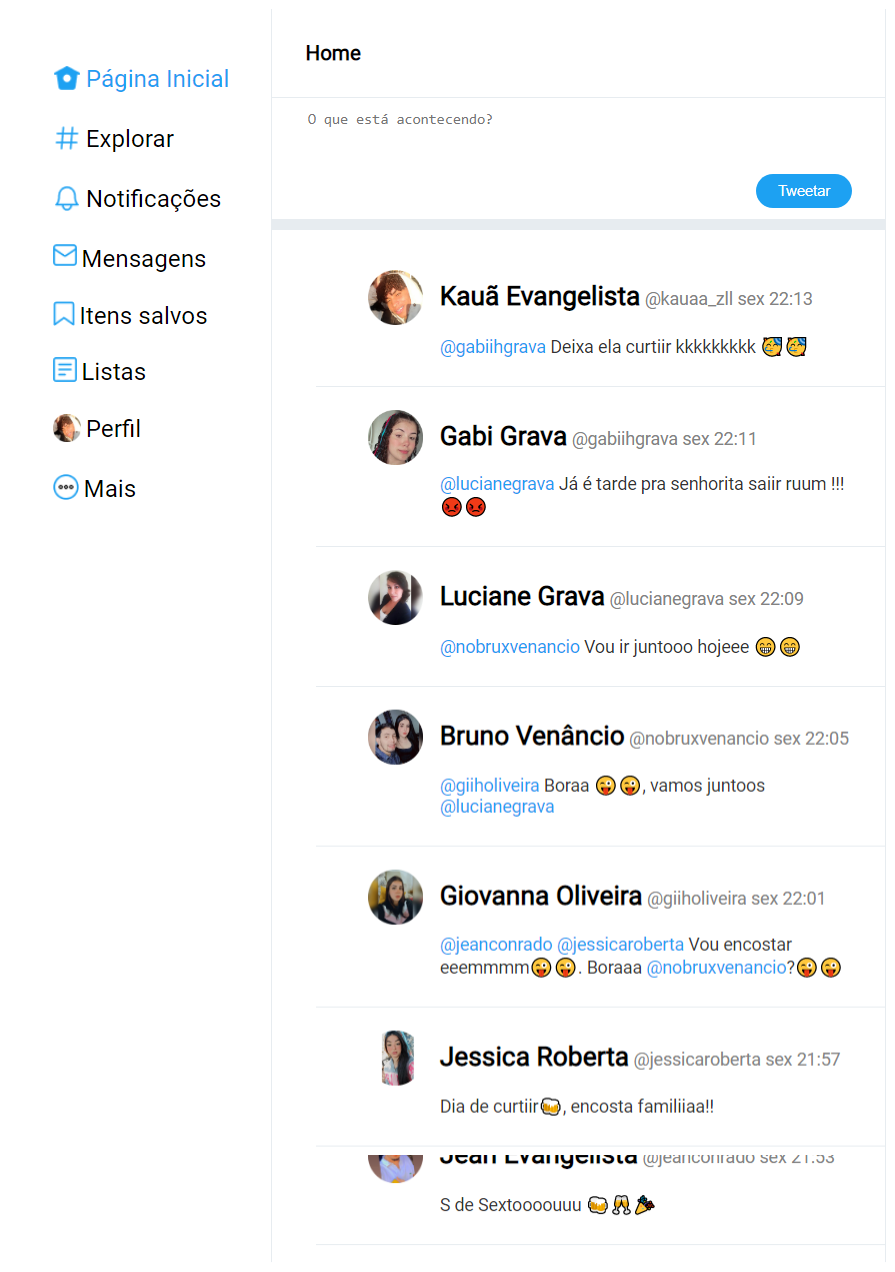 Página Inicial
Explorar
Notificações
Mensagens
Itens salvos
Listas
Perfil
Mais
Home
O que está acontecendo?
Tweetar
Kauã Evangelista @kauaa_zll sex 22:13
@gabiihgrava Deixa ela curtiir kkkkkkkkk 🥳🥳
Gabi Grava @gabiihgrava sex 22:11
@lucianegrava Já é tarde pra senhorita saiir ruum !!!
😡😡
Luciane Grava @lucianegrava sex 22:09
@nobruxvenancio Vou ir juntooo hojeee 😁😁
Bruno Venâncio @nobruxvenancio sex 22:05
@giiholiveira Boraa 😜😜, vamos juntoos
@lucianegrava
Giovanna Oliveira @giiholiveira sex 22:01
@jeanconrado @jessicaroberta Vou encostar
eeemmmm😜😜. Boraaa @nobruxvenancio?😜😜
Jessica Roberta @jessicaroberta sex 21:57
Dia de curtiir🍻, encosta familiiaa!!
Jean Evangelista @jeanconrado sex 21:53
S de Sextoooouuu 🍻🥂🎉